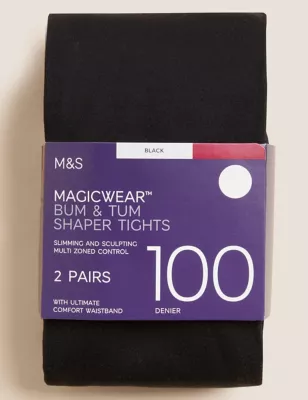 BLACK
M&S
MAGICWEAR™
BUM & TUM
SHAPER TIGHTS
SLIMMING AND SCULPTING
MULTI ZONED CONTROL
2 PAIRS
100
WITH ULTIMATE
COMFORT WAISTBAND
DENIER